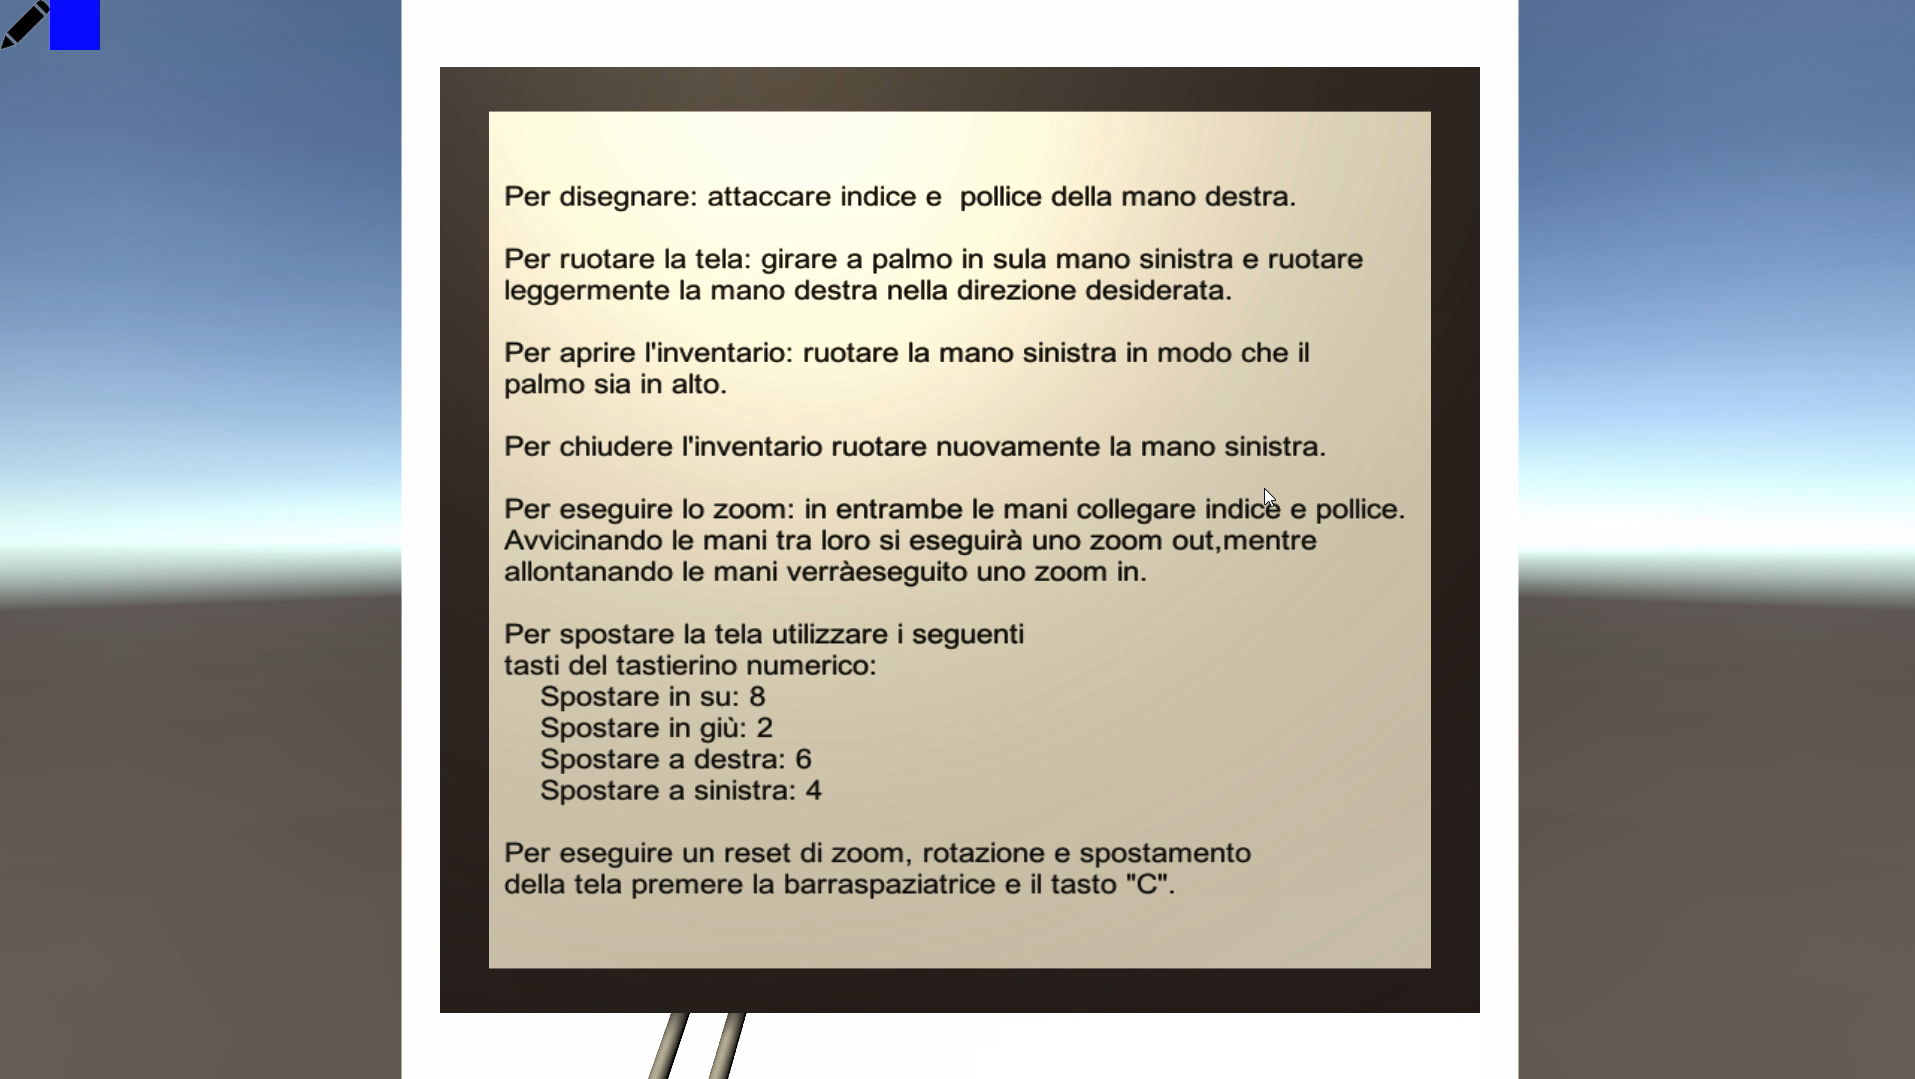 Per disegnare: attaccare indice e  pollice della mano destra.
Per ruotare la tela: girare a palmo in sula mano sinistra e ruotare
leggermente la mano destra nella direzione desiderata.
Per aprire l'inventario: ruotare la mano sinistra in modo che il
palmo sia in alto.
Per chiudere l'inventario ruotare nuovamente la mano sinistra.
Per eseguire lo zoom: in entrambe le mani collegare indice e pollice.
Avvicinando le mani tra loro si eseguirà uno zoom out,mentre
allontanando le mani verràeseguito uno zoom in.
Per spostare la tela utilizzare i seguenti
tasti del tastierino numerico:
Spostare in su: 8
Spostare in giù: 2
Spostare a destra: 6
Spostare a sinistra: 4
Per eseguire un reset di zoom, rotazione e spostamento
della tela premere la barraspaziatrice e il tasto "C".